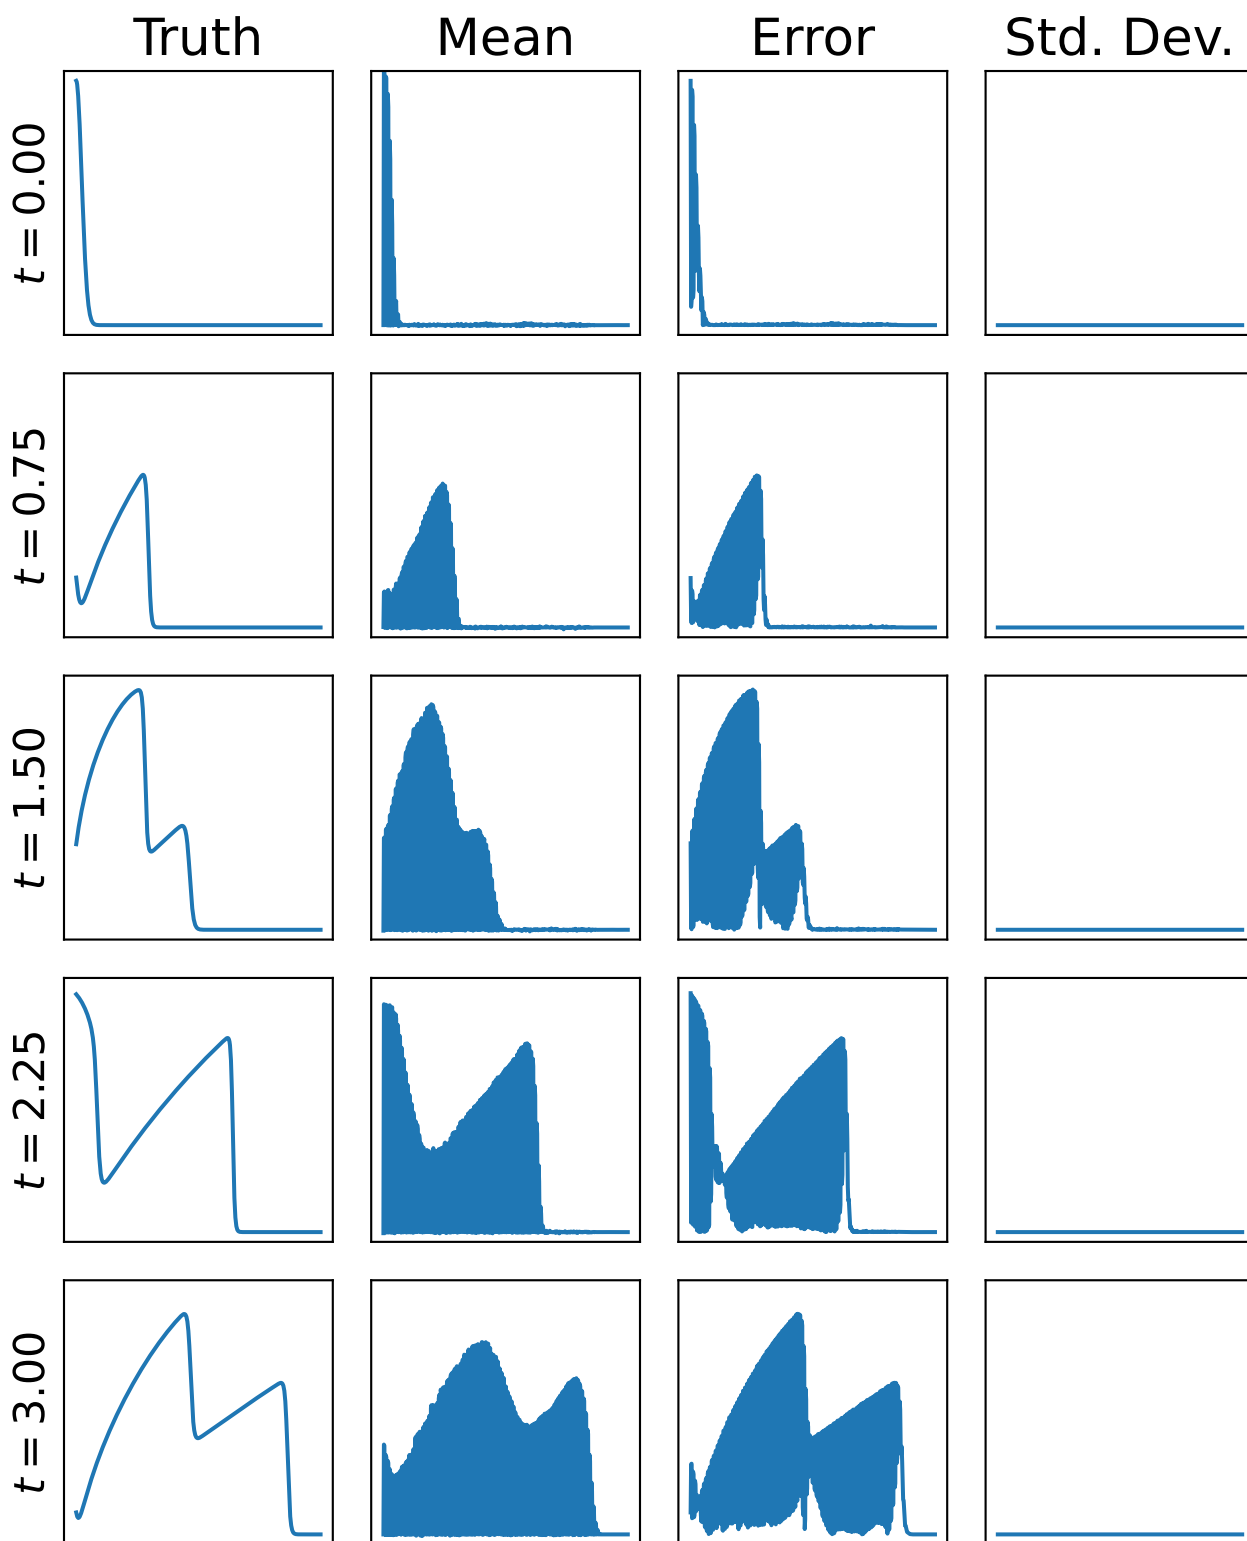 Truth Mean Error Std. Dev.
t = 0.00
t = 0.75
t = 1.50
t = 2.25
t = 3.00